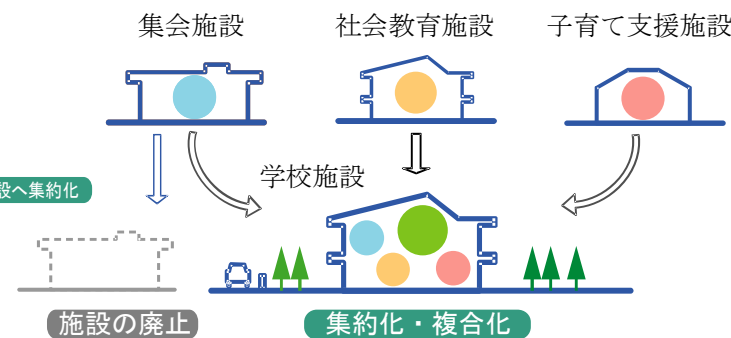 集会施設
社会教育施設
子育て支援施設
学校施設
設へ集約化
施設の廃止
集約化・複合化